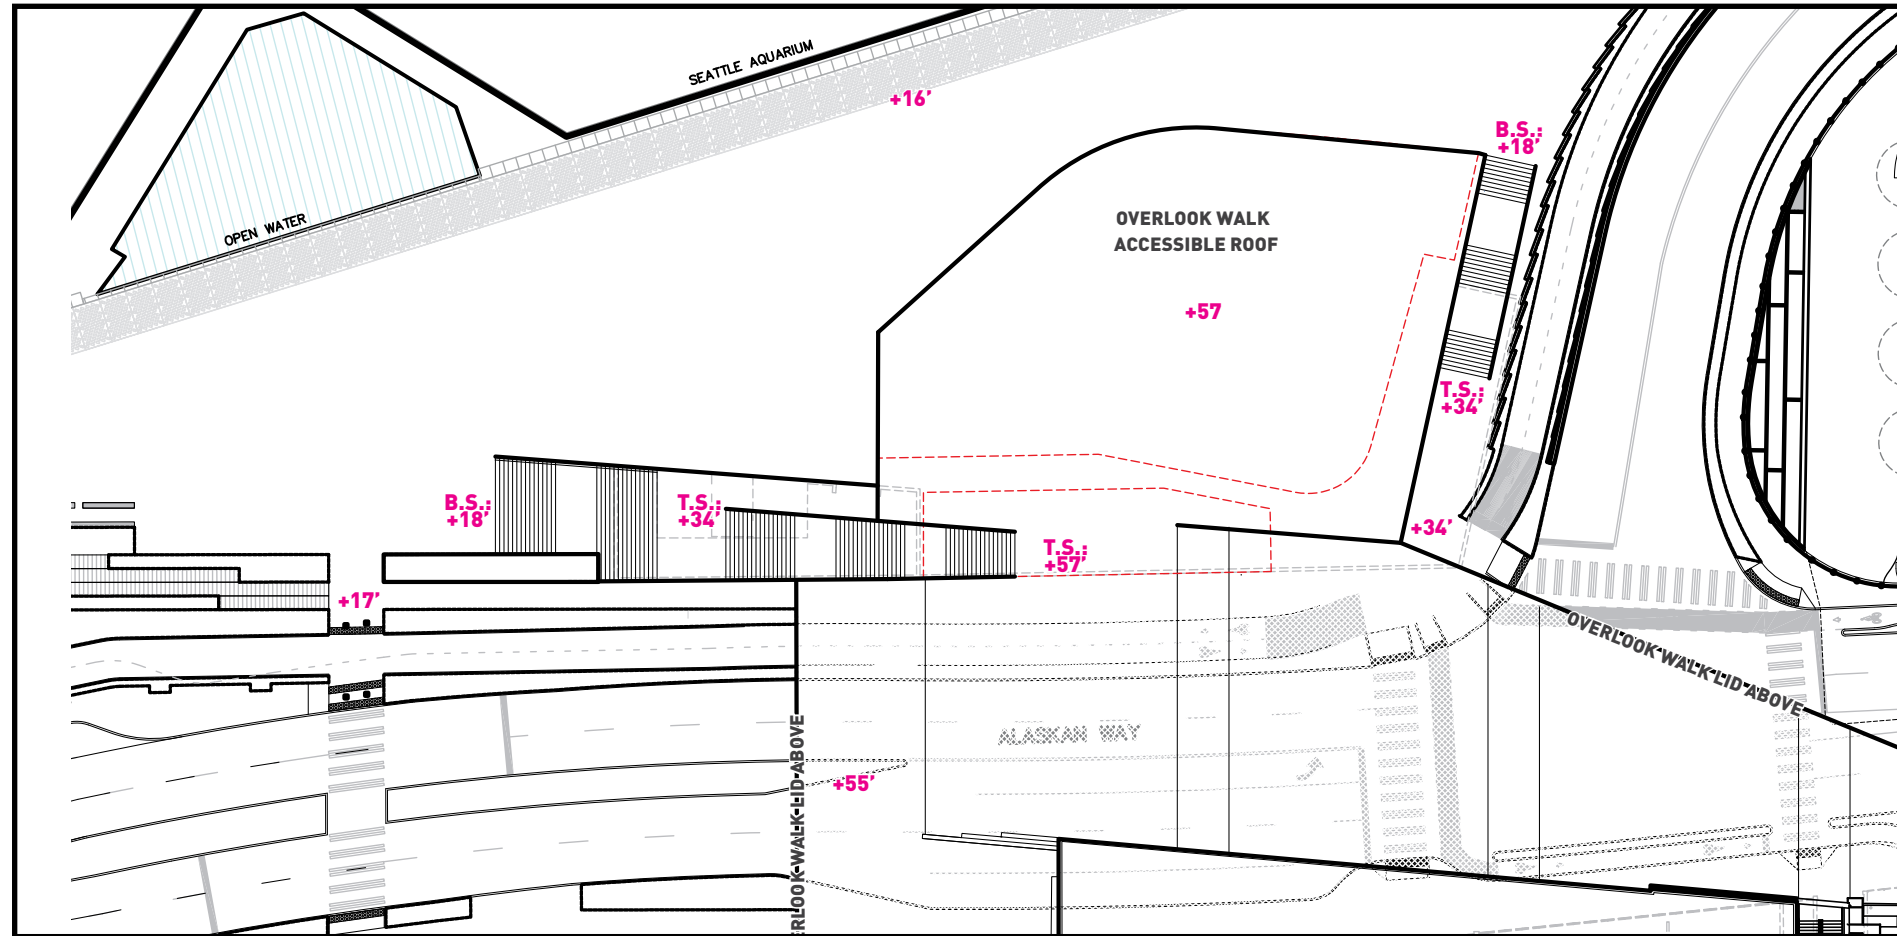 SEATTLE AQUARIUM
+16’
B.S.:
+18’
OPEN WATER
OVERLOOK WALK
ACCESSIBLE ROOF
+57
T.S.:
+34’
B.S.:
+18’
T.S.:
+34’
+34’
T.S.:
+57’
+17’
OVERLOOK WALK LID ABOVE
ALASKAN WAY
+55’
RLOOK WALK LID ABOVE